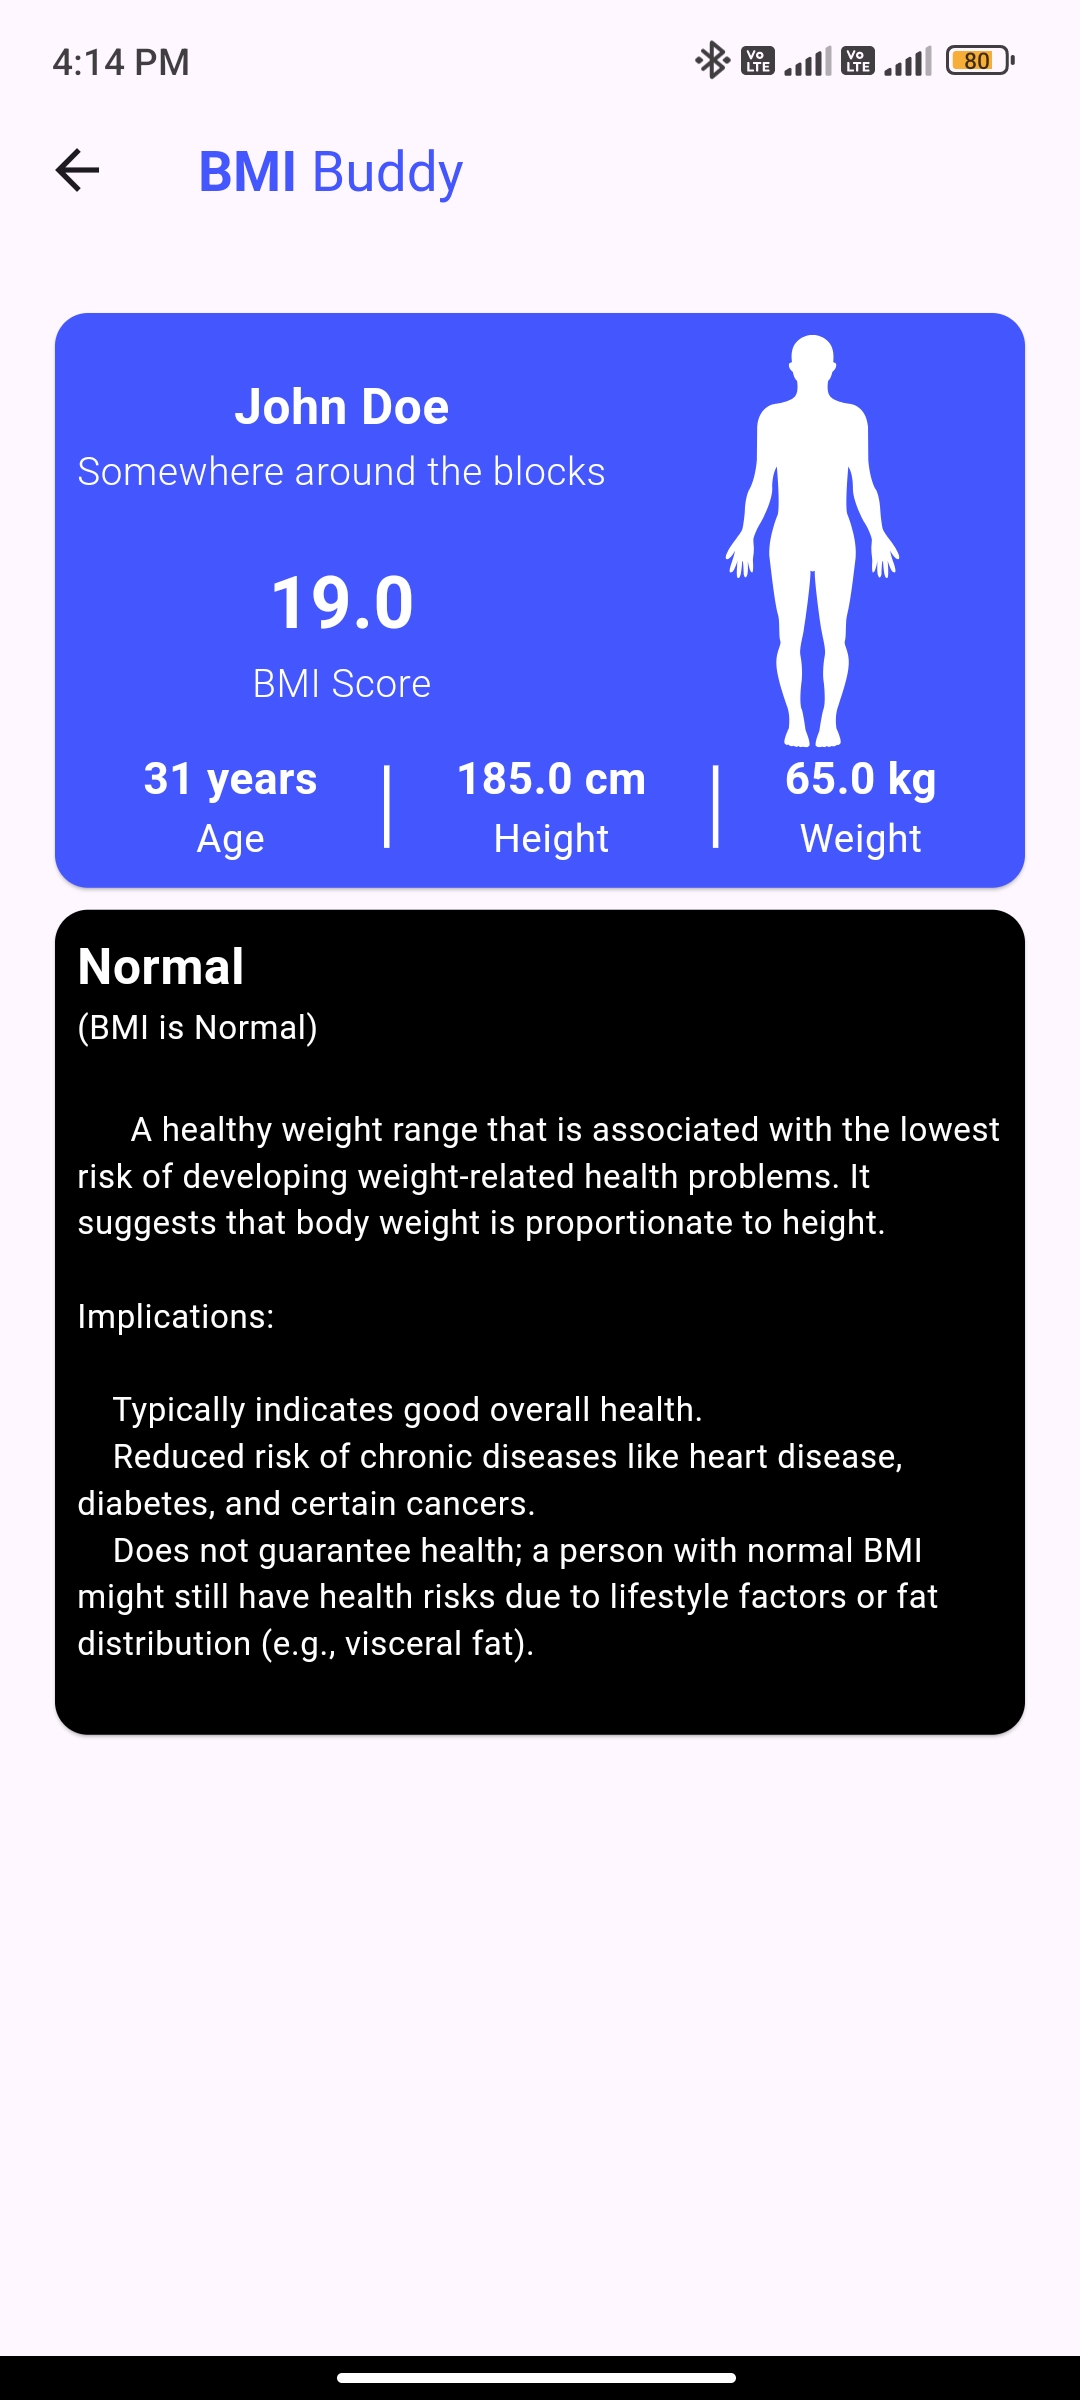 4:14 PM
Vo LTE Vo LTE 80
BMI Buddy
John Doe
Somewhere around the blocks
19.0
BMI Score
31 years 185.0 cm 65.0 kg
Age Height Weight
Normal
(BMI is Normal)
A healthy weight range that is associated with the lowest
risk of developing weight-related health problems. It
suggests that body weight is proportionate to height.
Implications:
Typically indicates good overall health.
Reduced risk of chronic diseases like heart disease,
diabetes, and certain cancers.
Does not guarantee health; a person with normal BMI
might still have health risks due to lifestyle factors or fat
distribution (e.g., visceral fat).